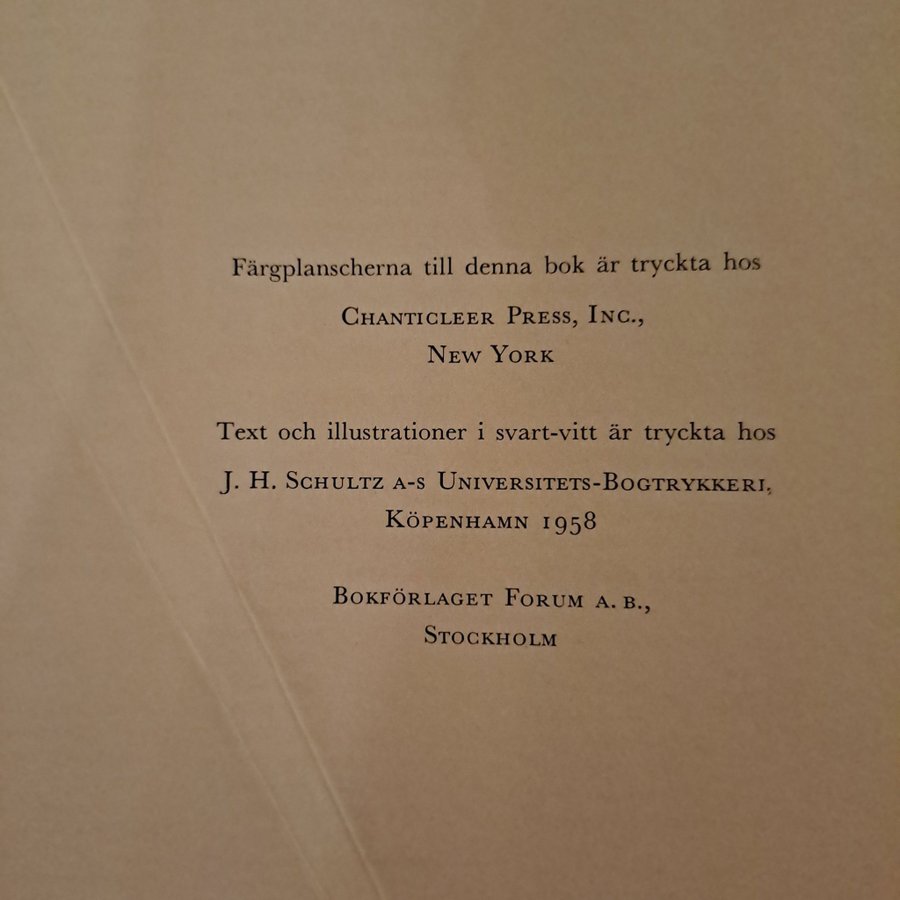 Färgplanscherna till denna bok är tryckta hos
Chanticleer Press, Inc.,
New York
Text och illustrationer i svart-vitt är tryckta hos
J. H. Schultz a-s Universitets-Bogtrykkeri,
Köpenhamn 1958
Bokförlaget Forum a. b.,
Stockholm